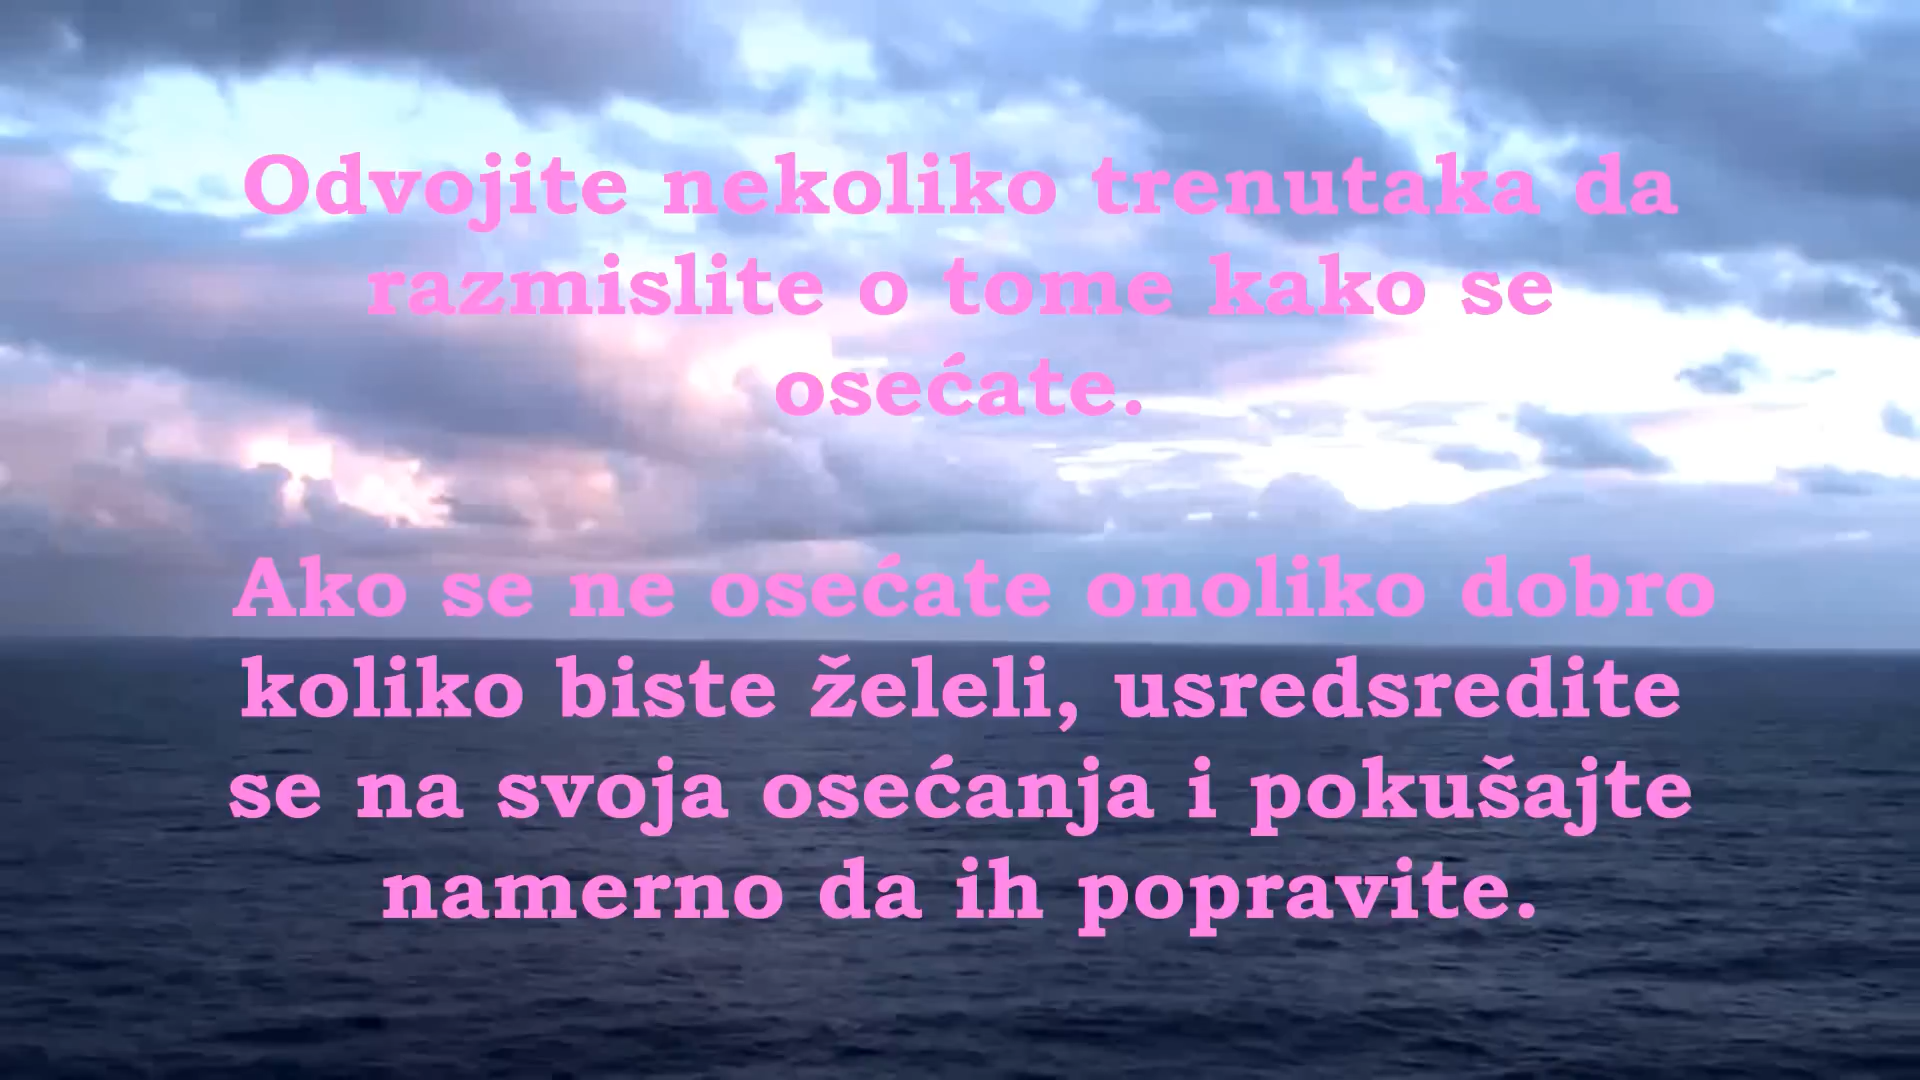 Odvojite nekoliko trenutaka da
razmislite o tome kako se
osećate.
Ako se ne osećate onoliko dobro
koliko biste želeli, usredsredite
se na svoja osećanja i pokušajte
namerno da ih popravite.